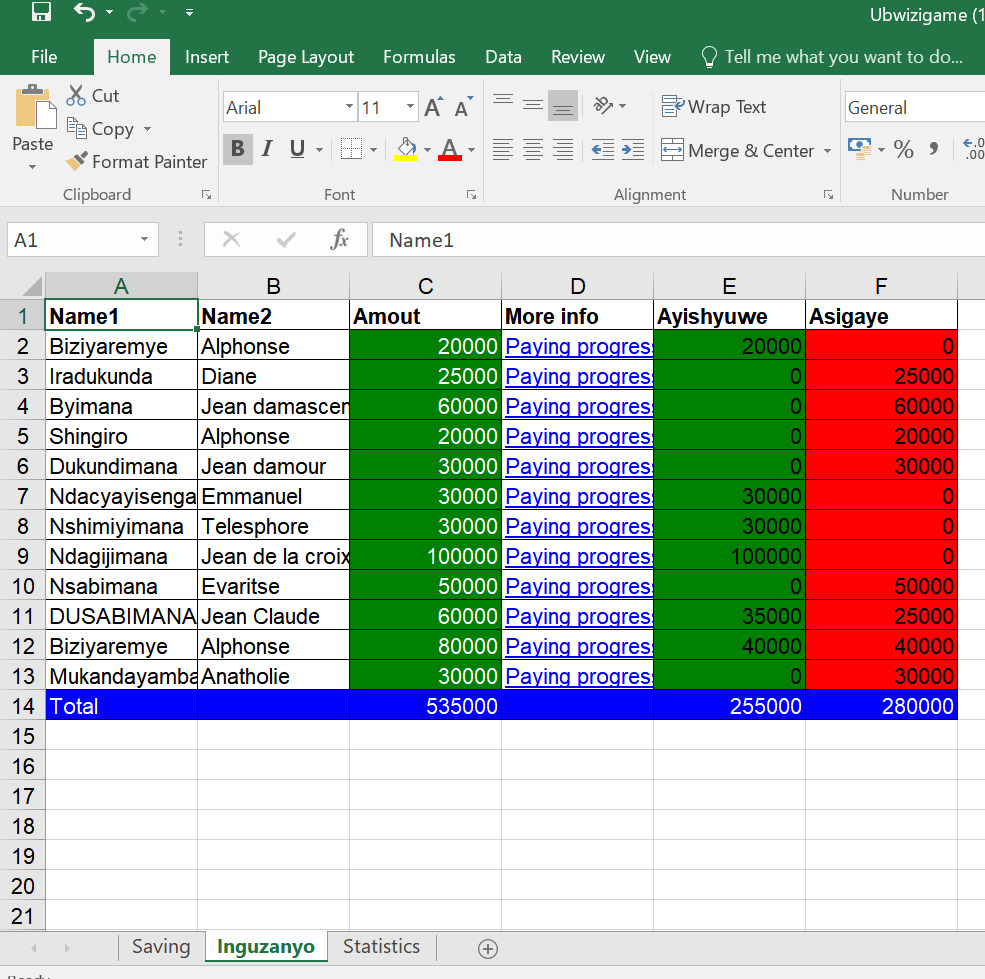 Ubwizigame (1
File Home Insert Page Layout Formulas Data Review View Tell me what you want to do...
Paste Cut Arial 11 A A Wrap Text General
Copy
Format Painter B I U A Merge & Center % , .00
Clipboard Font Alignment Number
A1 fx Name1
A B C D E F
1 Name1 Name2 Amout More info Ayishyuwe Asigaye
2 Biziyaremye Alphonse 20000 Paying progres 20000 0
3 Iradukunda Diane 25000 Paying progres 0 25000
4 Byimana Jean damascen 60000 Paying progres 0 60000
5 Shingiro Alphonse 20000 Paying progres 0 20000
6 Dukundimana Jean damour 30000 Paying progres 0 30000
7 Ndacyayisenga Emmanuel 30000 Paying progres 30000 0
8 Nshimiyimana Telesphore 30000 Paying progres 30000 0
9 Ndagijimana Jean de la croix 100000 Paying progres 100000 0
10 Nsabimana Evaritse 50000 Paying progres 0 50000
11 DUSABIMANA Jean Claude 60000 Paying progres 35000 25000
12 Biziyaremye Alphonse 80000 Paying progres 40000 40000
13 Mukandayamba Anatholie 30000 Paying progres 0 30000
14 Total 535000 255000 280000
15
16
17
18
19
20
21
Saving Inguzanyo Statistics